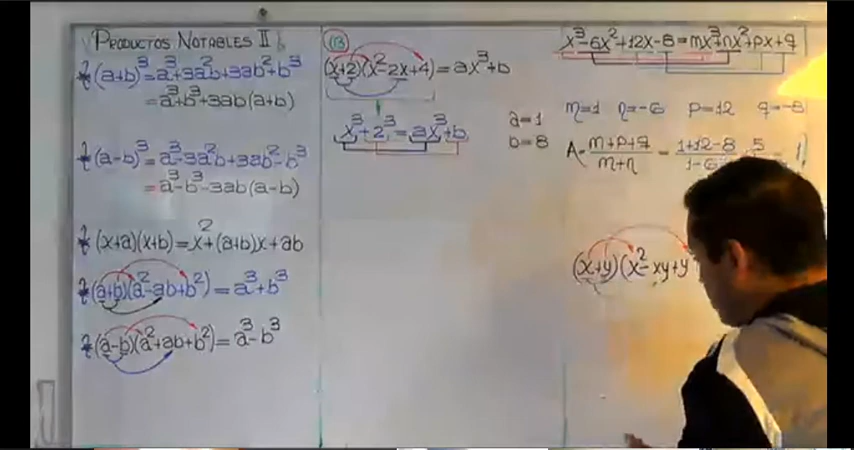 PRODUCTOS NOTABLES II
(a+b)³=a³+3a²b+3ab²+b³
=a³+b³+3ab(a+b)
(a-b)³=a³-3a²b+3ab²-b³
=a³-b³-3ab(a-b)
(x+a)(x+b)=x²+(a+b)x+ab
(a+b)(a²-ab+b²)=a³+b³
(a-b)(a²+ab+b²)=a³-b³
13
(x+2)(x²-2x+4)=ax³+b
x³+2³=ax³+b
a=1
b=8
x³-6x²+12x-8=mx³+nx²+px+q
m=1 n=-6 p=12 q=-8
A=m+p+q/m+n=1+12-8/1-6 5 1
(x+y)(x²-xy+y